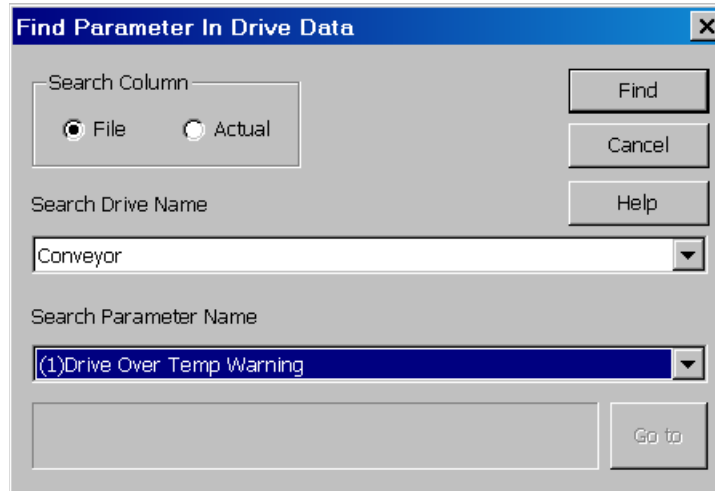 Find Parameter In Drive Data
Search Column
File
Actual
Find
Cancel
Help
Search Drive Name
Conveyor
Search Parameter Name
(1)Drive Over Temp Warning
Go to